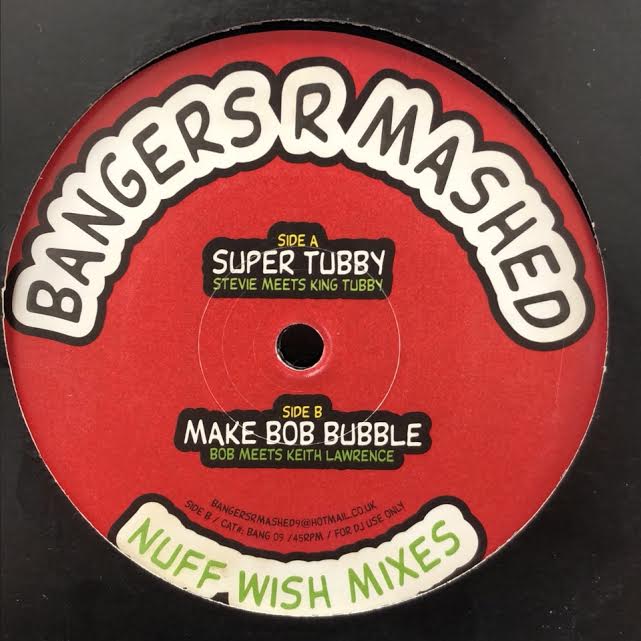 BANGERS R MASHED
SIDE A
SUPER TUBBY
STEVIE MEETS KING TUBBY
SIDE B
MAKE BOB BUBBLE
BOB MEETS KEITH LAWRENCE
BANGERSRMASHED9@HOTMAIL.CO.UK
SIDE B / CAT#: BANG 09 /45RPM / FOR DJ USE ONLY
NUFF WISH MIXES